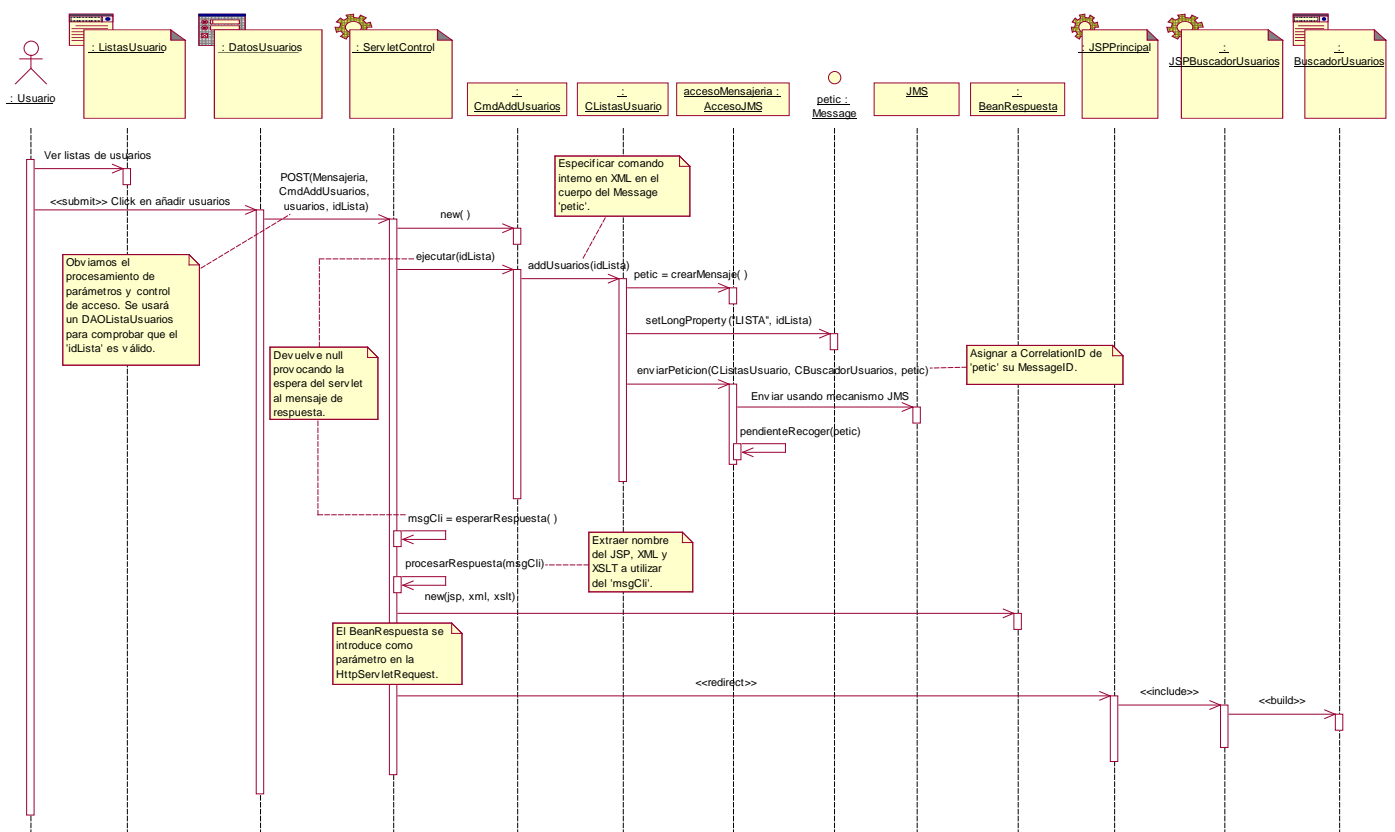 : Usuario
: ListasUsuario
: DatosUsuarios
: ServletControl
:
CmdAddUsuarios
:
CListasUsuario
accesoMensajeria :
AccesoJMS
petic :
Message
JMS
:
BeanRespuesta
: JSPPrincipal
:
JSPBuscadorUsuarios
:
BuscadorUsuarios
Ver listas de usuarios
<<submit>> Click en añadir usuarios
POST(Mensajeria,
CmdAddUsuarios,
usuarios, idLista)
new( )
Especificar comando
interno en XML en el
cuerpo del Message
'petic'.
Obviamos el
procesamiento de
parámetros y control
de acceso. Se usará
un DAOListaUsuarios
para comprobar que el
'idLista' es válido.
ejecutar(idLista)
addUsuarios(idLista)
petic = crearMensaje( )
setLongProperty("LISTA", idLista)
Devuelve null
provocando la
espera del servlet
al mensaje de
respuesta.
enviarPeticion(CListasUsuario, CBuscadorUsuarios, petic)
Asignar a CorrelationID de
'petic' su MessageID.
Enviar usando mecanismo JMS
pendienteRecoger(petic)
msgCli = esperarRespuesta( )
procesarRespuesta(msgCli)
Extraer nombre
del JSP, XML y
XSLT a utilizar
del 'msgCli'.
new(jsp, xml, xslt)
El BeanRespuesta se
introduce como
parámetro en la
HttpServletRequest.
<<redirect>>
<<include>>
<<build>>